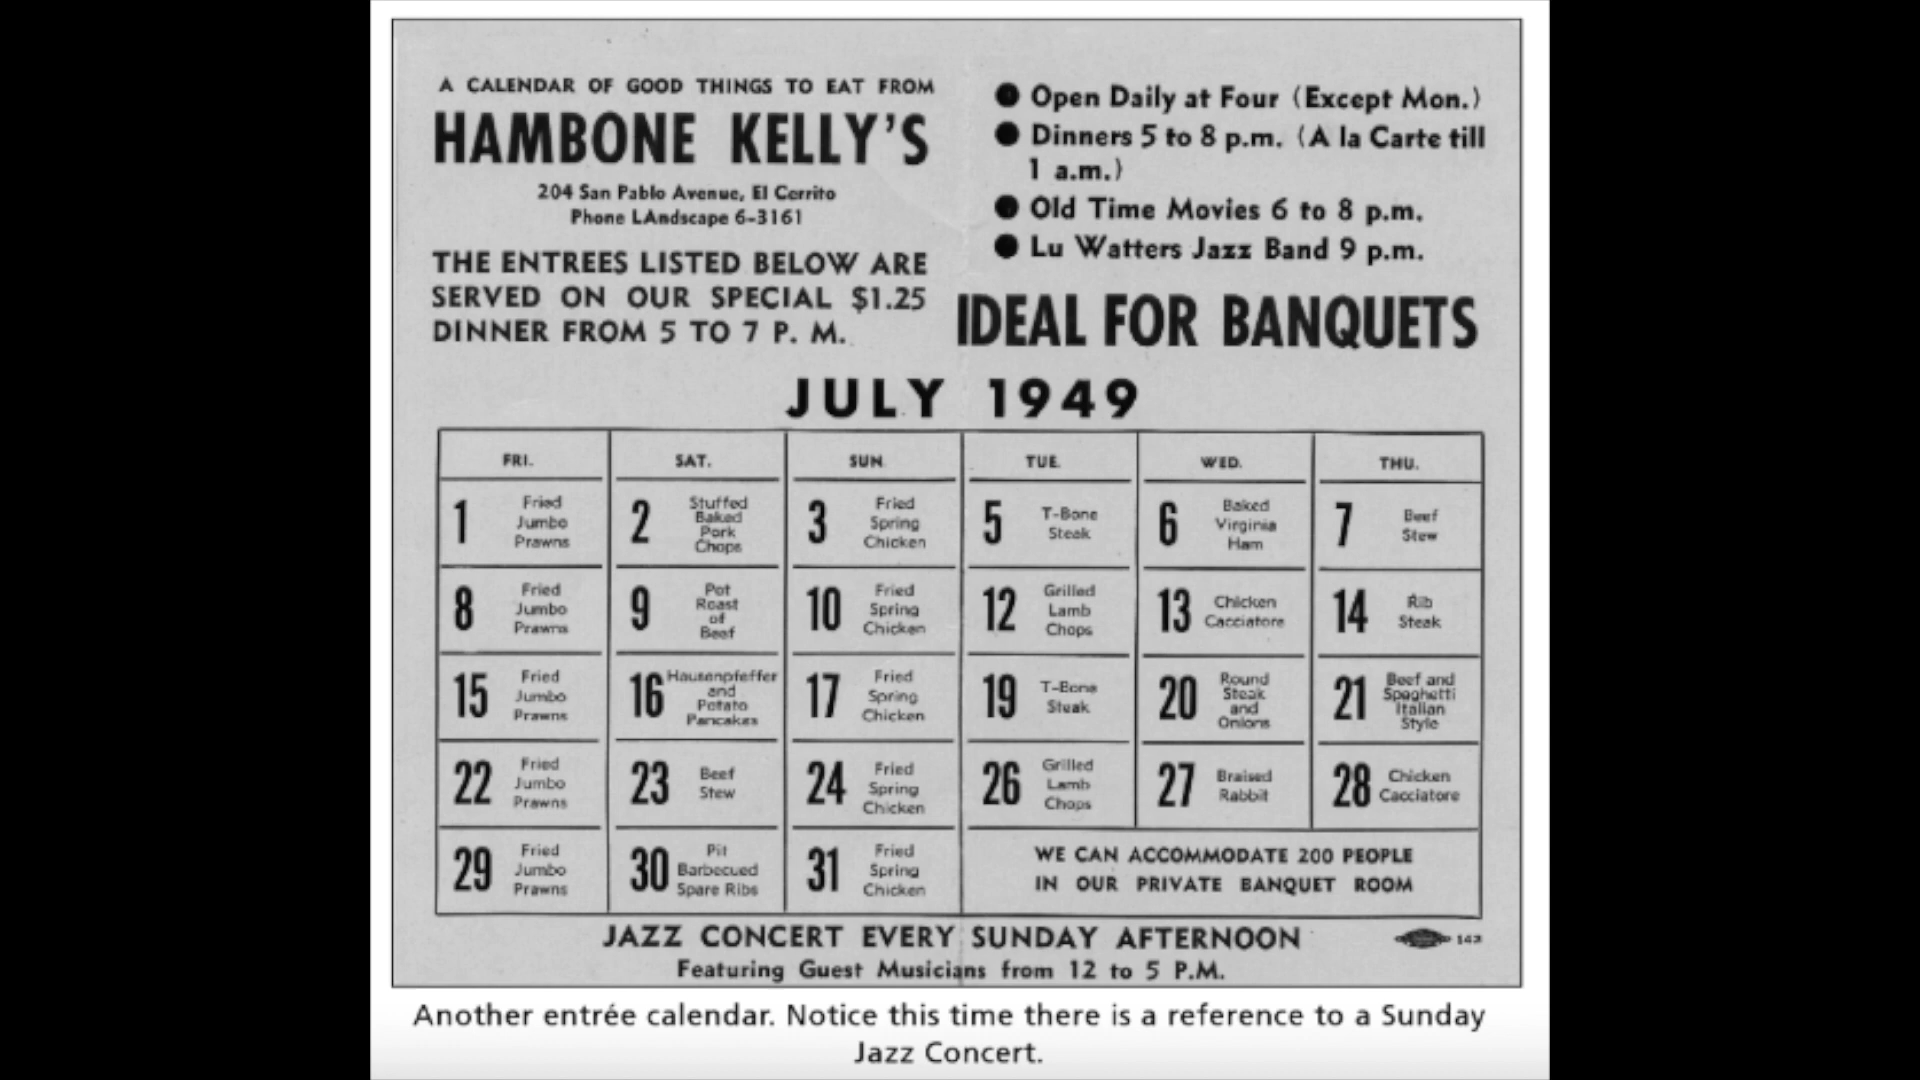 A CALENDAR OF GOOD THINGS TO EAT FROM
HAMBONE KELLY'S
204 San Pablo Avenue, El Cerrito
Phone LAndscape 6-3161
THE ENTREES LISTED BELOW ARE
SERVED ON OUR SPECIAL $1.25
DINNER FROM 5 TO 7 P. M.
● Open Daily at Four (Except Mon.)
● Dinners 5 to 8 p.m. (A la Carte till
1 a.m.)
● Old Time Movies 6 to 8 p.m.
● Lu Watters Jazz Band 9 p.m.
IDEAL FOR BANQUETS
JULY 1949
FRI. SAT. SUN. TUE. WED. THU.
1 Fried Jumbo Prawns
2 Stuffed Baked Pork Chops
3 Fried Spring Chicken
5 T-Bone Steak
6 Baked Virginia Ham
7 Beef Stew
8 Fried Jumbo Prawns
9 Pot Roast of Beef
10 Fried Spring Chicken
12 Grilled Lamb Chops
13 Chicken Cacciatore
14 Rib Steak
15 Fried Jumbo Prawns
16 Hausenpfeffer and Potato Pancakes
17 Fried Spring Chicken
19 T-Bone Steak
20 Round Steak and Onions
21 Beef and Spaghetti Italian Style
22 Fried Jumbo Prawns
23 Beef Stew
24 Fried Spring Chicken
26 Grilled Lamb Chops
27 Braised Rabbit
28 Chicken Cacciatore
29 Fried Jumbo Prawns
30 Pit Barbecued Spare Ribs
31 Fried Spring Chicken
WE CAN ACCOMMODATE 200 PEOPLE
IN OUR PRIVATE BANQUET ROOM
JAZZ CONCERT EVERY SUNDAY AFTERNOON
143
Featuring Guest Musicians from 12 to 5 P.M.
Another entrée calendar. Notice this time there is a reference to a Sunday
Jazz Concert.